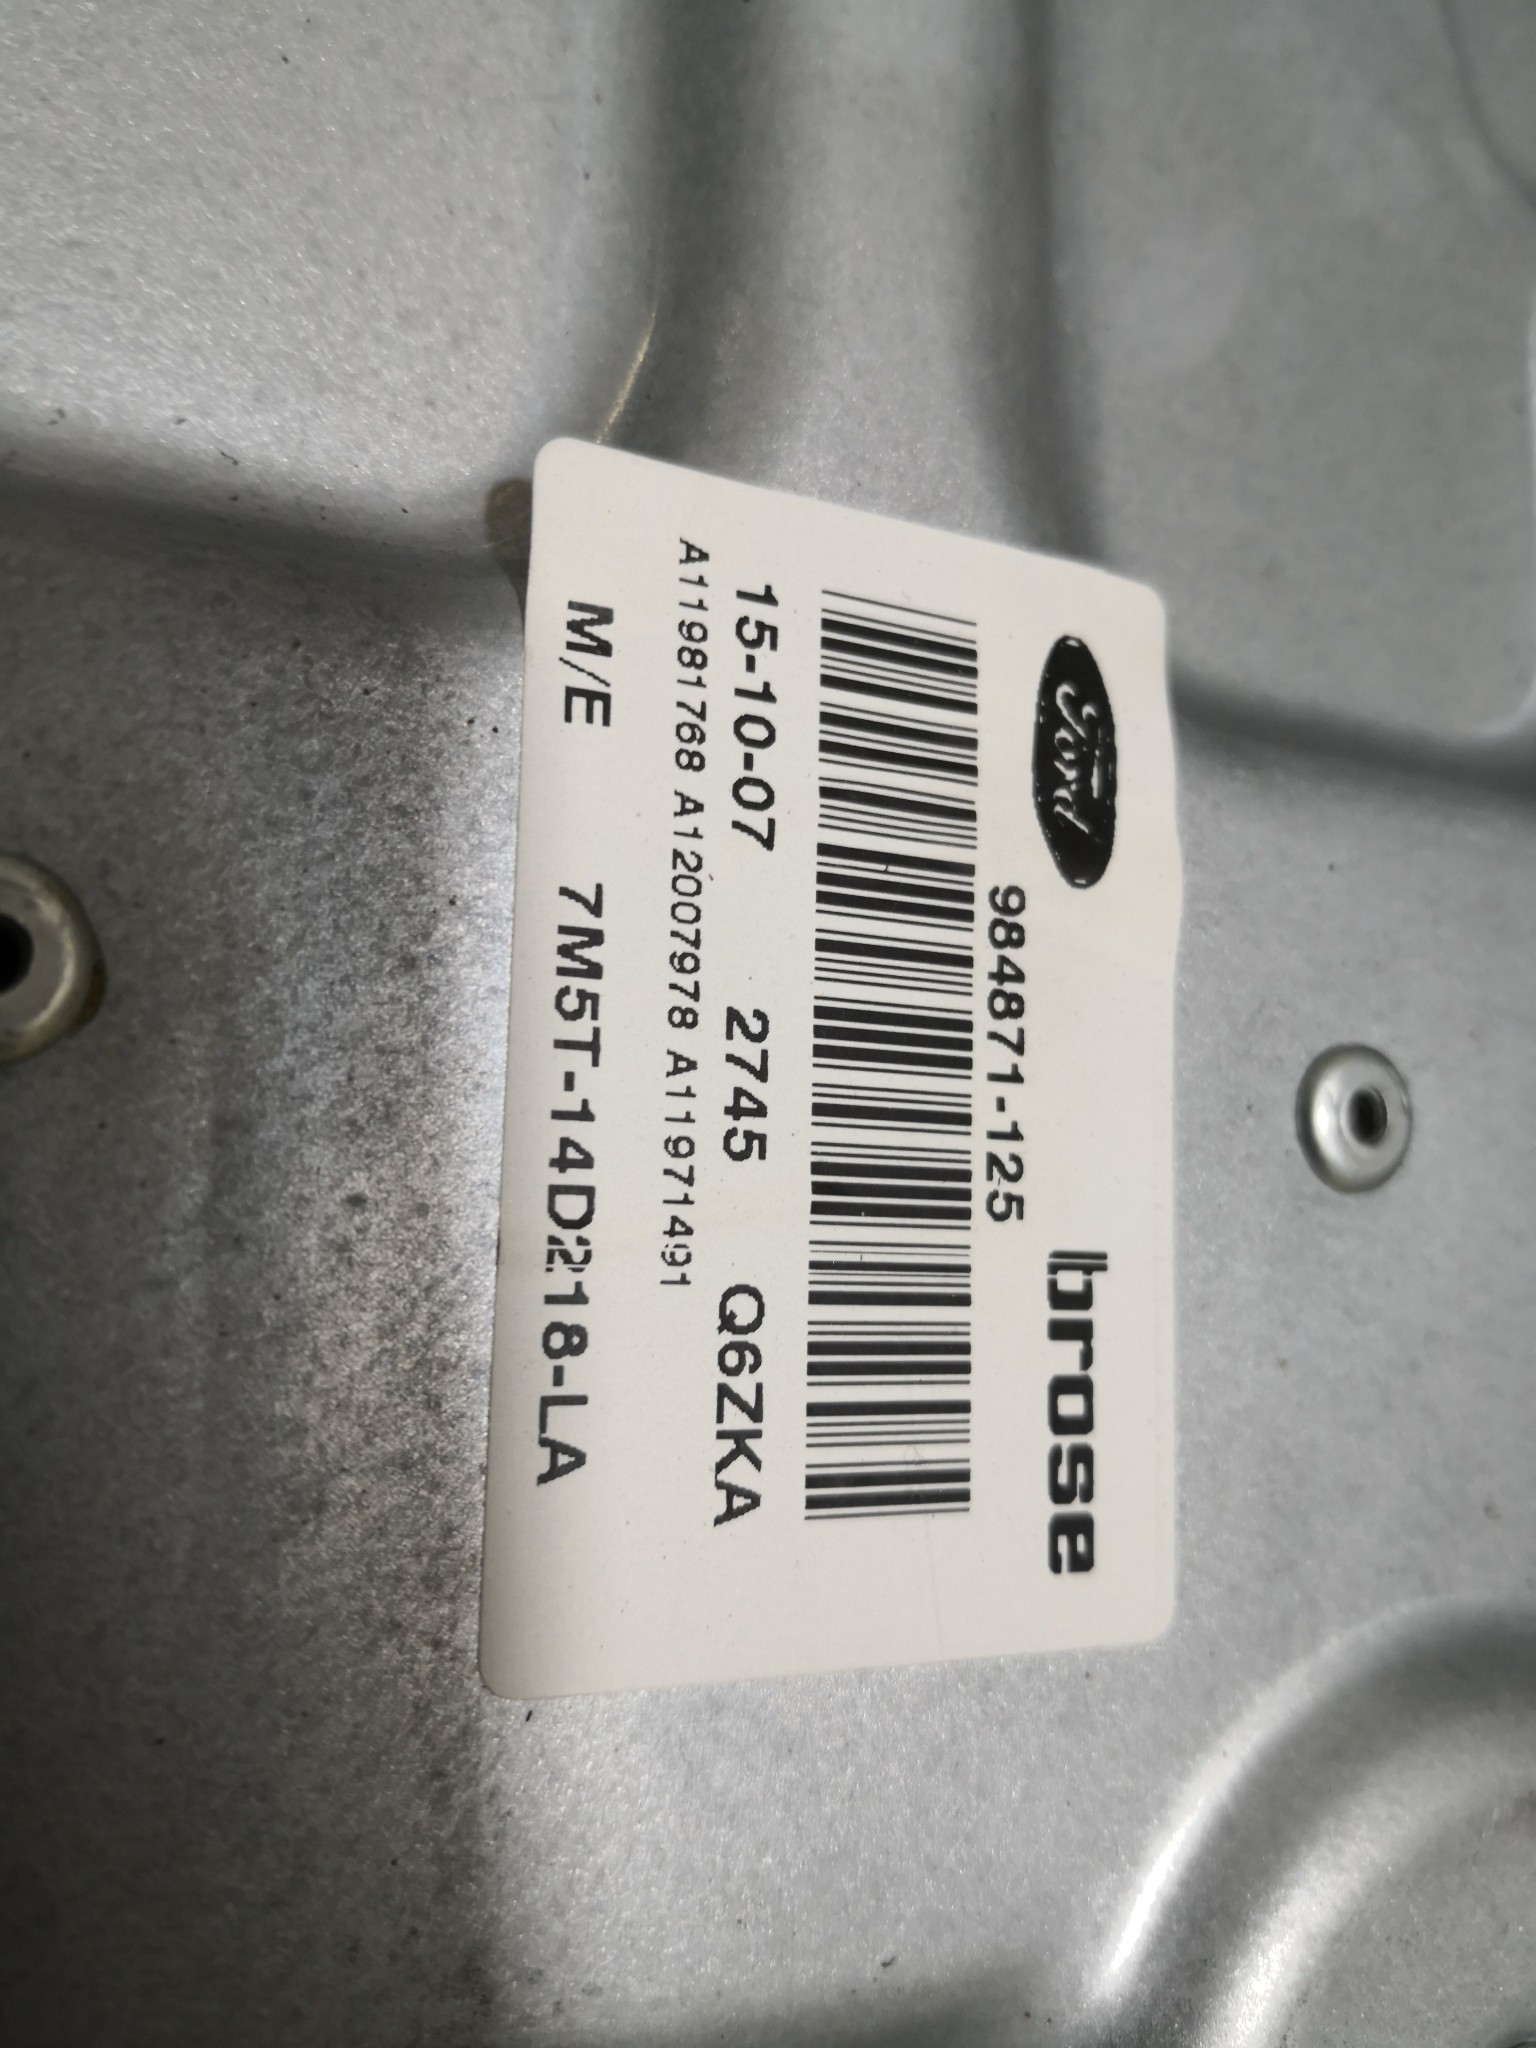 Ford brose
984871-125
15-10-07 2745 Q6ZKA
A11981768 A12007978 A11971491
M/E 7M5T-14D218-LA